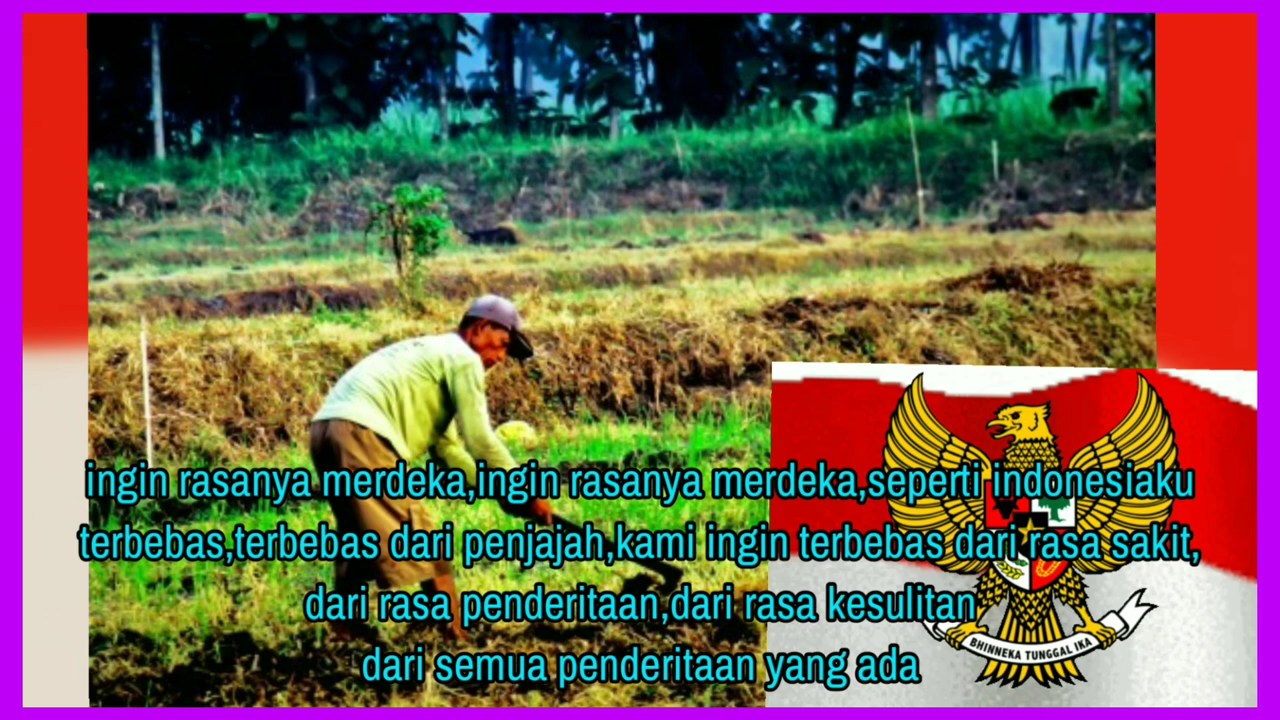 ingin rasanya merdeka,ingin rasanya merdeka,seperti indonesiaku
terbebas,terbebas dari penjajah,kami ingin terbebas dari rasa sakit,
dari rasa penderitaan,dari rasa kesulitan
dari semua penderitaan yang ada
BHINNEKA TUNGGAL IKA